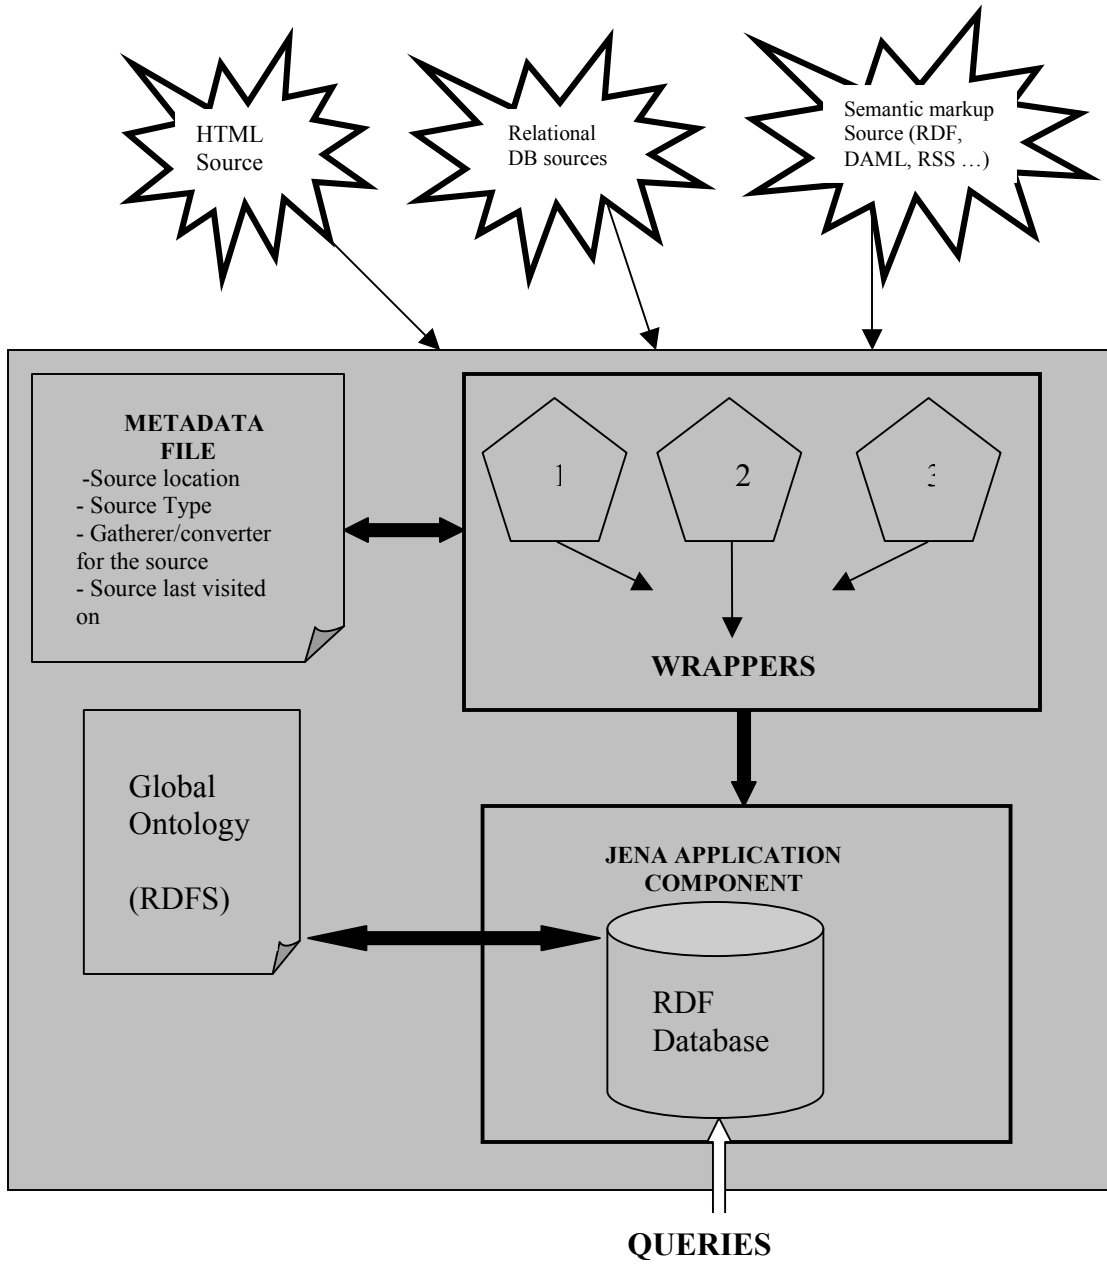 HTML
Source
Relational
DB sources
Semantic markup
Source (RDF,
DAML, RSS ...)
METADATA
FILE
-Source location
- Source Type
- Gatherer/converter
for the source
- Source last visited
on
1
2
3
WRAPPERS
Global
Ontology
(RDFS)
JENA APPLICATION
COMPONENT
RDF
Database
QUERIES